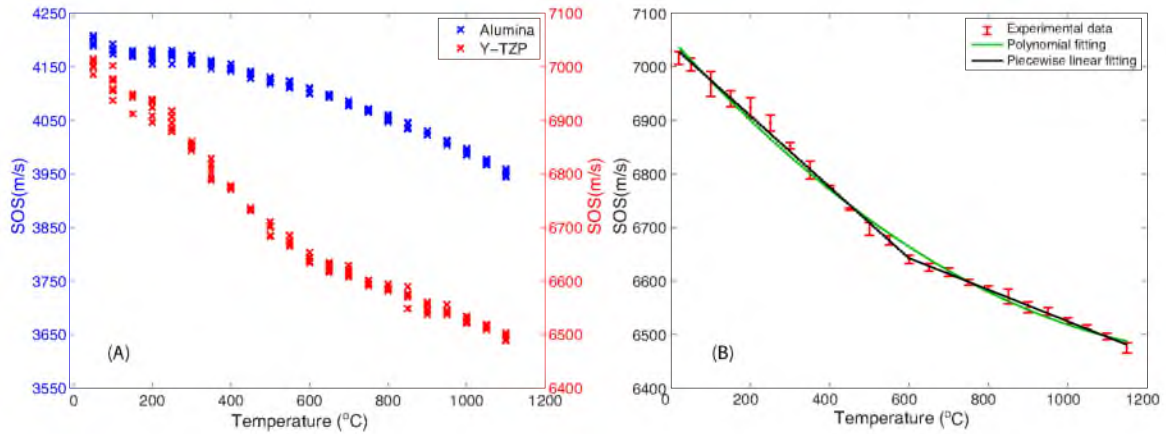 4250
4150
4050
3950
3850
3750
3650
3550
SOS(m/s)
7100
7000
6900
6800
6700
6600
6500
6400
SOS(m/s)
0 200 400 600 800 1000 1200
Temperature (°C)
Alumina
Y-TZP
(A)
7100
7000
6900
6800
6700
6600
6500
6400
SOS(m/s)
0 200 400 600 800 1000 1200
Temperature (°C)
Experimental data
Polynomial fitting
Piecewise linear fitting
(B)